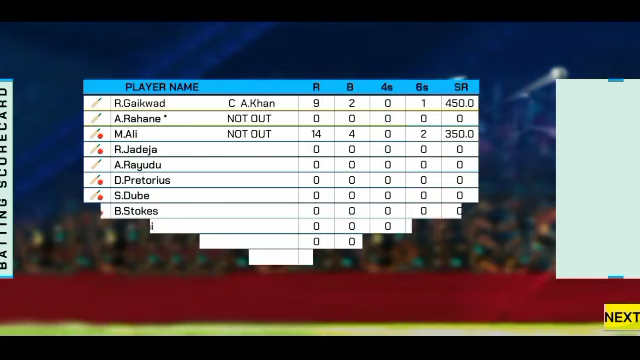 BATTING SCORECARD
PLAYER NAME R B 4s 6s SR
R.Gaikwad C A.Khan 9 2 0 1 450.0
A.Rahane * NOT OUT 0 0 0 0 0
M.Ali NOT OUT 14 4 0 2 350.0
R.Jadeja 0 0 0 0 0
A.Rayudu 0 0 0 0 0
D.Pretorius 0 0 0 0 0
S.Dube 0 0 0 0 0
B.Stokes 0 0 0 0 0
i 0 0 0
0 0
NEXT